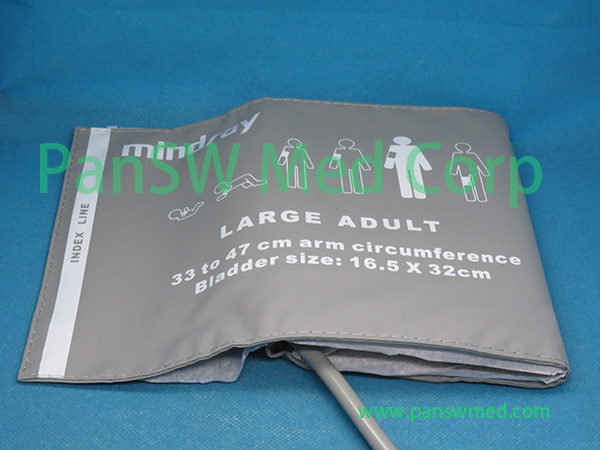 mindray
PanSW Med Corp
INDEX LINE
LARGE ADULT
33 to 47 cm arm circumference
Bladder size: 16.5 X 32cm
www.panswmed.com